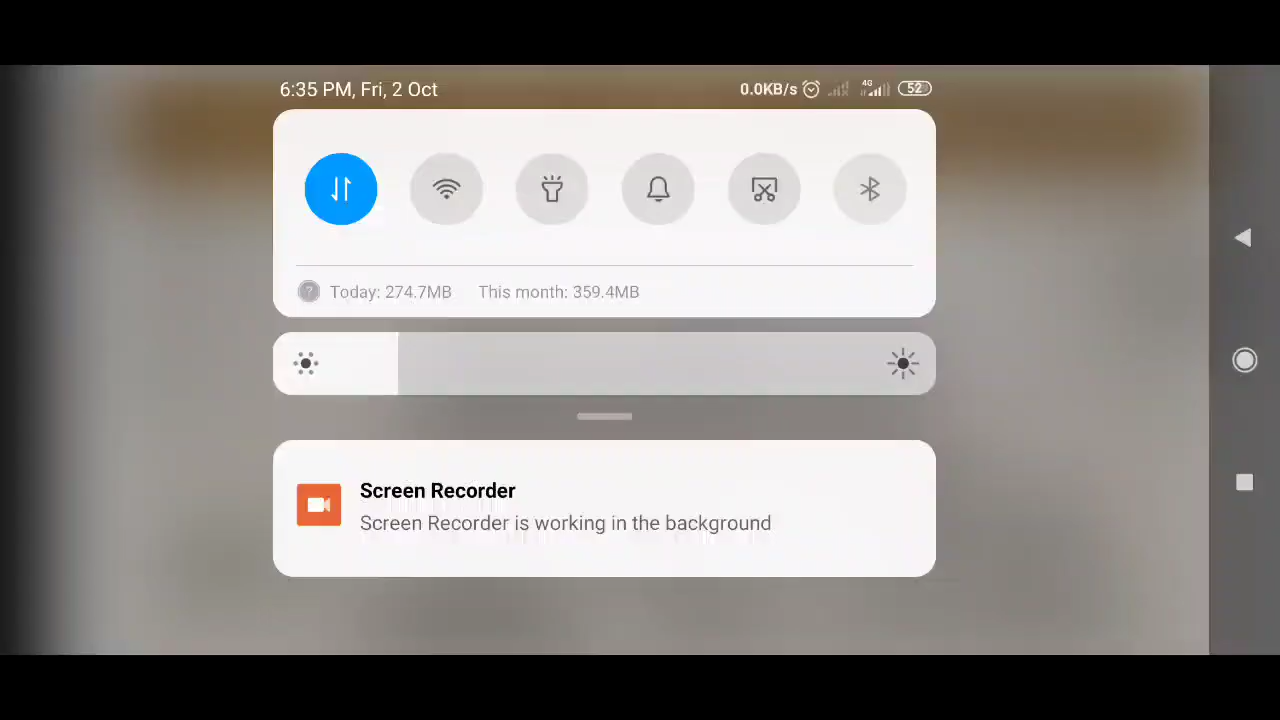 6:35 PM, Fri, 2 Oct 0.0KB/s 4G 52
Today: 274.7MB This month: 359.4MB
Screen Recorder
Screen Recorder is working in the background